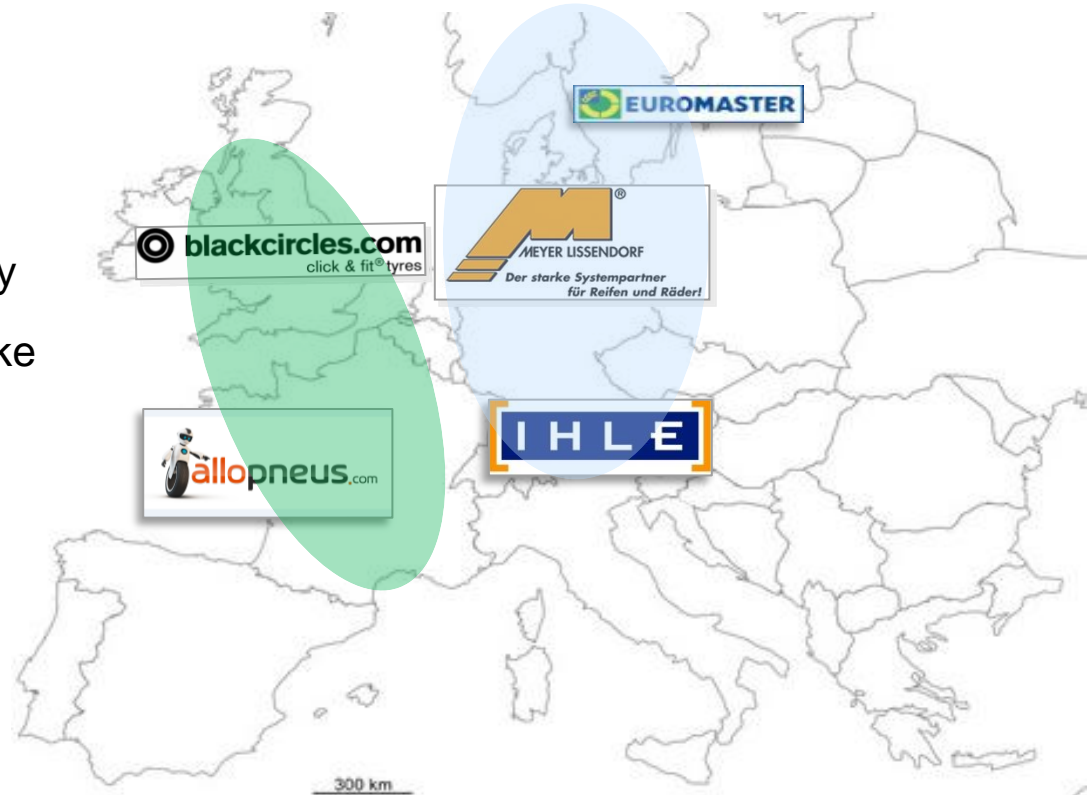 EUROMASTER
®
MEYER LISSENDORF
Der starke Systempartner
für Reifen und Räder!
blackcircles.com
click & fit® tyres
y
ke
IHLE
allopneus.com
300 km